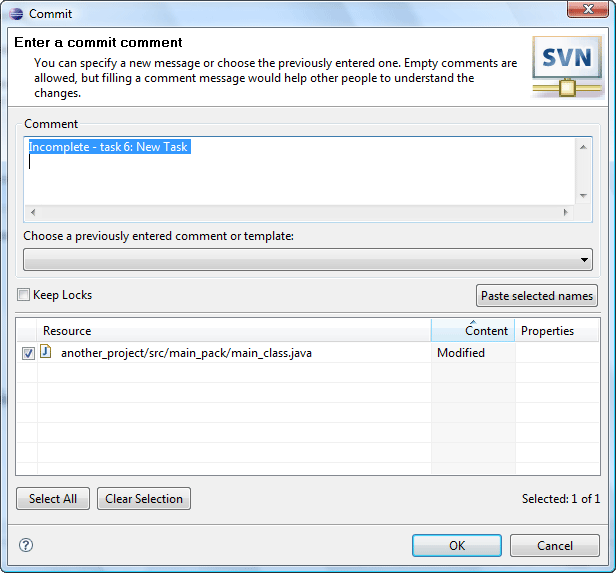 Commit
Enter a commit comment
You can specify a new message or choose the previously entered one. Empty comments are
allowed, but filling a comment message would help other people to understand the
changes.
SVN
Comment
Incomplete - task 6: New Task
Choose a previously entered comment or template:
Keep Locks
Paste selected names
Resource Content Properties
J another_project/src/main_pack/main_class.java Modified
Select All Clear Selection Selected: 1 of 1
? OK Cancel